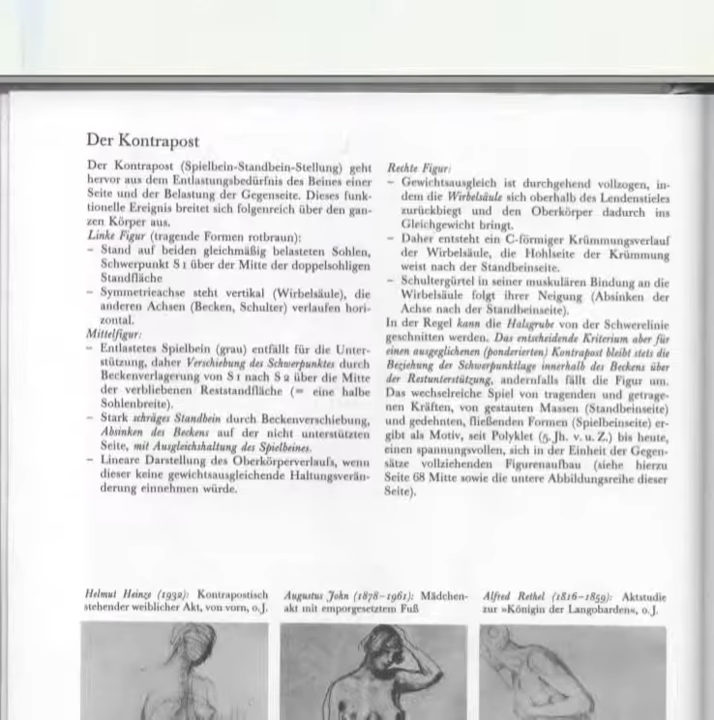 Der Kontrapost
Der Kontrapost (Spielbein-Standbein-Stellung) geht
hervor aus dem Entlastungsbedürfnis des Beines einer
Seite und der Belastung der Gegenseite. Dieses funk-
tionelle Ereignis breitet sich folgenreich über den gan-
zen Körper aus.
Linke Figur (tragende Formen rotbraun):
– Stand auf beiden gleichmäßig belasteten Sohlen,
Schwerpunkt S 1 über der Mitte der doppelsohligen
Standfläche
– Symmetrieachse steht vertikal (Wirbelsäule), die
anderen Achsen (Becken, Schulter) verlaufen hori-
zontal.
Mittelfigur:
– Entlastetes Spielbein (grau) entfällt für die Unter-
stützung, daher Verschiebung des Schwerpunktes durch
Beckenverlagerung von S 1 nach S 2 über die Mitte
der verbliebenen Reststandfläche (= eine halbe
Sohlenbreite).
– Stark schräges Standbein durch Beckenverschiebung,
Absinken des Beckens auf der nicht unterstützten
Seite, mit Ausgleichshaltung des Spielbeines.
– Lineare Darstellung des Oberkörperverlaufs, wenn
dieser keine gewichtsausgleichende Haltungsverän-
derung einnehmen würde.
Rechte Figur:
– Gewichtsausgleich ist durchgehend vollzogen, in-
dem die Wirbelsäule sich oberhalb des Lendenstieles
zurückbiegt und den Oberkörper dadurch ins
Gleichgewicht bringt.
– Daher entsteht ein C-förmiger Krümmungsverlauf
der Wirbelsäule, die Hohlseite der Krümmung
weist nach der Standbeinseite.
– Schultergürtel in seiner muskulären Bindung an die
Wirbelsäule folgt ihrer Neigung (Absinken der
Achse nach der Standbeinseite).
In der Regel kann die Halsgrube von der Schwerelinie
geschnitten werden. Das entscheidende Kriterium aber für
einen ausgeglichenen (ponderierten) Kontrapost bleibt stets die
Beziehung der Schwerpunktlage innerhalb des Beckens über
der Restunterstützung, andernfalls fällt die Figur um.
Das wechselreiche Spiel von tragenden und getrage-
nen Kräften, von gestauten Massen (Standbeinseite)
und gedehnten, fließenden Formen (Spielbeinseite) er-
gibt als Motiv, seit Polyklet (5. Jh. v. u. Z.) bis heute,
einen spannungsvollen, sich in der Einheit der Gegen-
sätze vollziehenden Figurenaufbau (siehe hierzu
Seite 68 Mitte sowie die untere Abbildungsreihe dieser
Seite).
Helmut Heinze (1932): Kontrapostisch
stehender weiblicher Akt, von vorn, o.J.
Augustus John (1878–1961): Mädchen-
akt mit emporgesetztem Fuß
Alfred Rethel (1816–1859): Aktstudie
zur »Königin der Langobarden«, o.J.